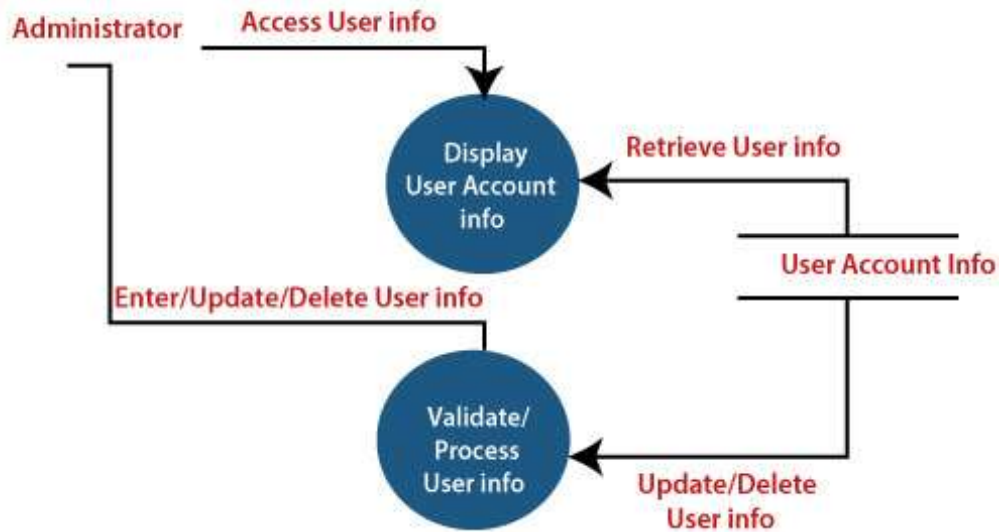 Administrator
Access User info
Display
User Account
info
Retrieve User info
User Account Info
Enter/Update/Delete User info
Validate/
Process
User info
Update/Delete
User info